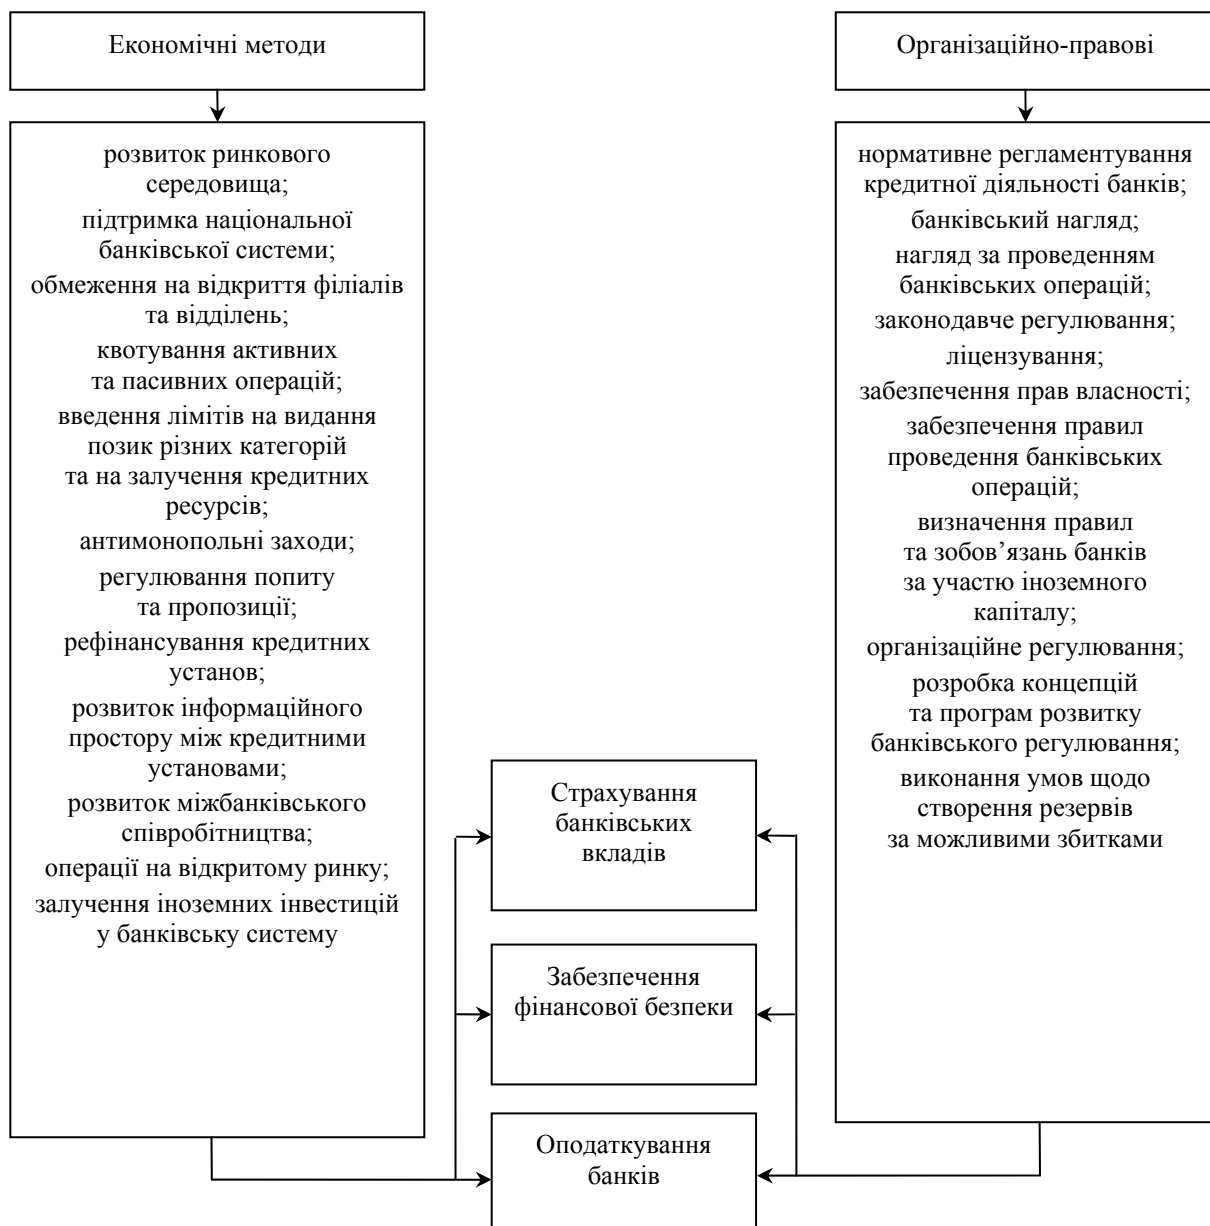 Економічні методи
розвиток ринкового
середовища;
підтримка національної
банківської системи;
обмеження на відкриття філіалів
та відділень;
квотування активних
та пасивних операцій;
введення лімітів на видання
позик різних категорій
та на залучення кредитних
ресурсів;
антимонопольні заходи;
регулювання попиту
та пропозиції;
рефінансування кредитних
установ;
розвиток інформаційного
простору між кредитними
установами;
розвиток міжбанківського
співробітництва;
операції на відкритому ринку;
залучення іноземних інвестицій
у банківську систему
Організаційно-правові
нормативне регламентування
кредитної діяльності банків;
банківський нагляд;
нагляд за проведенням
банківських операцій;
законодавче регулювання;
ліцензування;
забезпечення прав власності;
забезпечення правил
проведення банківських
операцій;
визначення правил
та зобов’язань банків
за участю іноземного
капіталу;
організаційне регулювання;
розробка концепцій
та програм розвитку
банківського регулювання;
виконання умов щодо
створення резервів
за можливими збитками
Страхування
банківських
вкладів
Забезпечення
фінансової безпеки
Оподаткування
банків